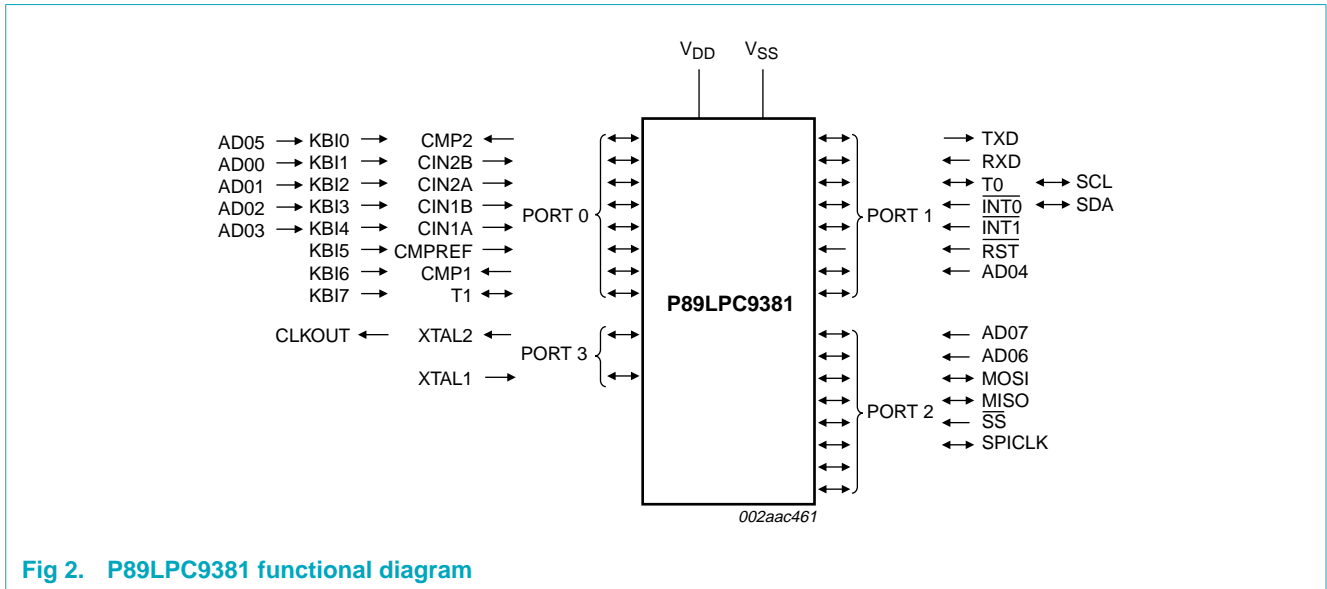 VDD VSS
AD05 KBI0 CMP2 TXD
AD00 KBI1 CIN2B RXD
AD01 KBI2 CIN2A T0 SCL
AD02 KBI3 CIN1B INT0 SDA
PORT 0 PORT 1
AD03 KBI4 CIN1A INT1
KBI5 CMPREF RST
KBI6 CMP1 AD04
KBI7 T1
P89LPC9381
CLKOUT XTAL2 AD07
PORT 3 AD06
XTAL1 MOSI
MISO
PORT 2
SS
SPICLK
002aac461
Fig 2. P89LPC9381 functional diagram